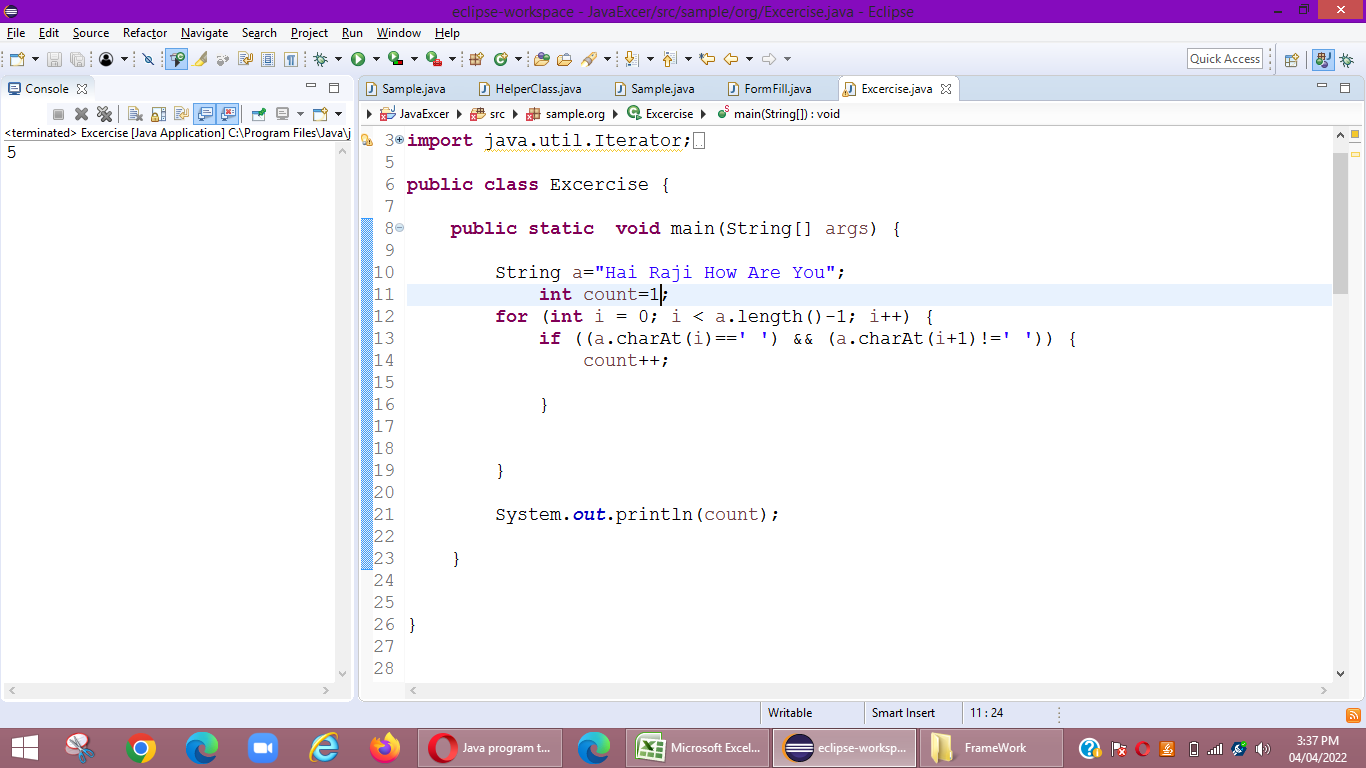 eclipse-workspace - JavaExcer/src/sample/org/Excercise.java - Eclipse
File Edit Source Refactor Navigate Search Project Run Window Help
Quick Access
Console
Sample.java HelperClass.java Sample.java FormFill.java Excercise.java
JavaExcer src sample.org Excercise main(String[]) : void
<terminated> Excercise [Java Application] C:\Program Files\Java\j
5
3 import java.util.Iterator;
5
6 public class Excercise {
7
8 public static  void main(String[] args) {
9
10 String a="Hai Raji How Are You";
11 int count=1;
12 for (int i = 0; i < a.length()-1; i++) {
13 if ((a.charAt(i)==' ') && (a.charAt(i+1)!=' ')) {
14 count++;
15
16 }
17
18
19 }
20
21 System.out.println(count);
22
23 }
24
25
26 }
27
28
Writable Smart Insert 11 : 24
Java program t... Microsoft Excel... eclipse-worksp... FrameWork
3:37 PM
04/04/2022